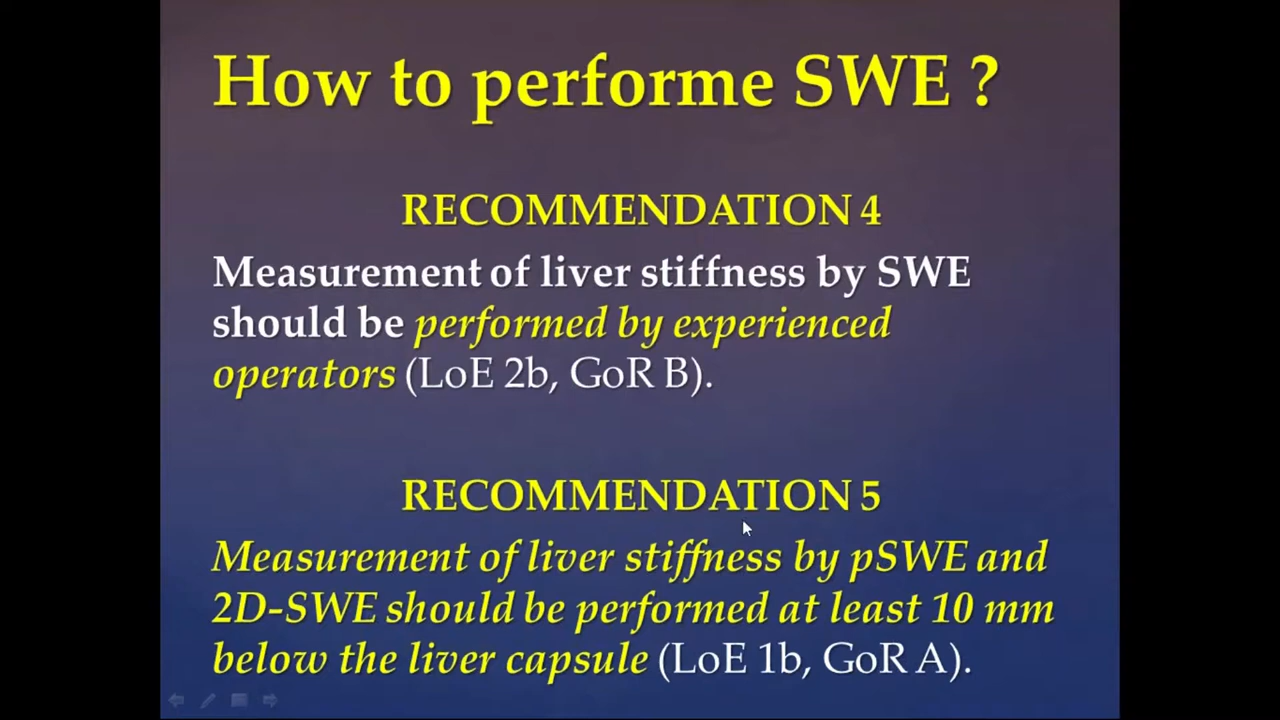 How to performe SWE ?
RECOMMENDATION 4
Measurement of liver stiffness by SWE
should be performed by experienced
operators (LoE 2b, GoR B).
RECOMMENDATION 5
Measurement of liver stiffness by pSWE and
2D-SWE should be performed at least 10 mm
below the liver capsule (LoE 1b, GoR A).